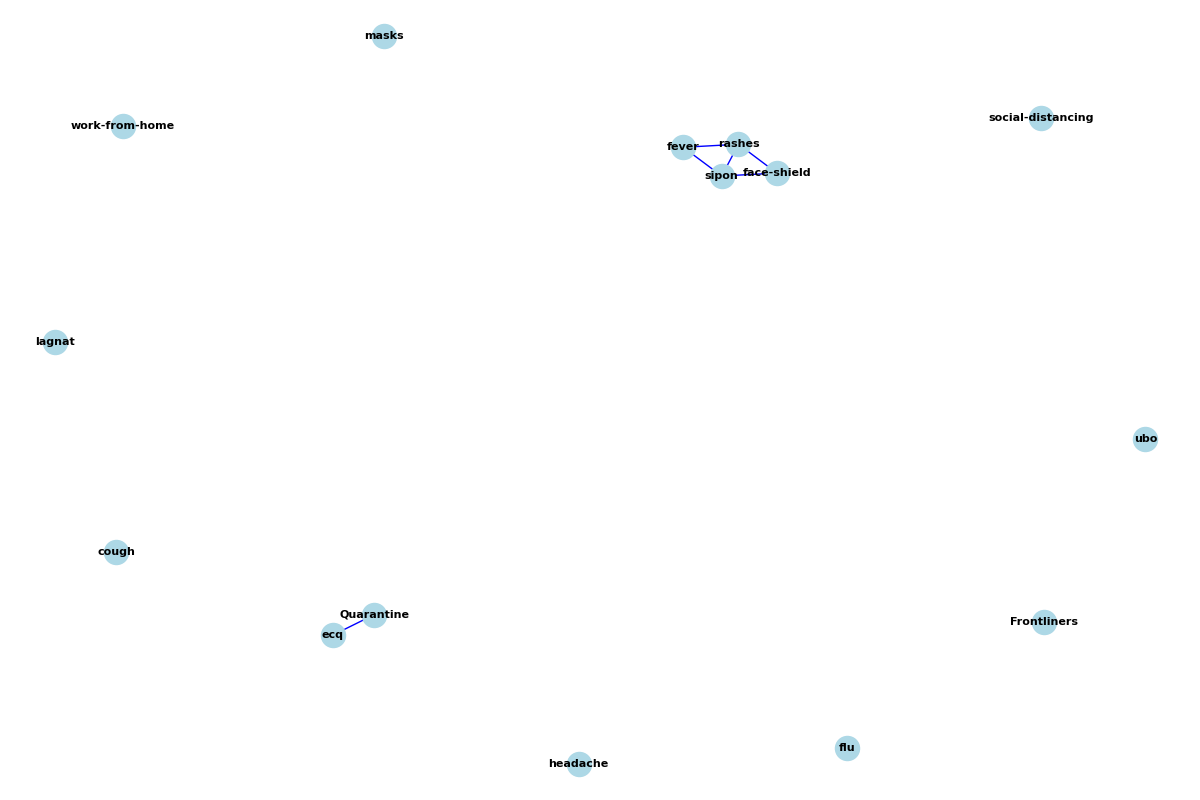 masks
work-from-home
social-distancing
fever
rashes
sipon
face-shield
lagnat
ubo
cough
Quarantine
ecq
Frontliners
flu
headache